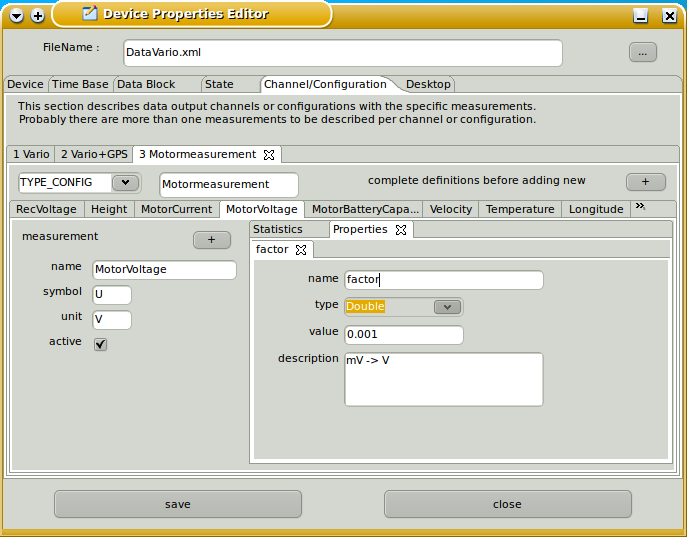 Device Properties Editor
FileName :
DataVario.xml
...
Device Time Base Data Block State Channel/Configuration Desktop
This section describes data output channels or configurations with the specific measurements.
Probably there are more than one measurements to be described per channel or configuration.
1 Vario 2 Vario+GPS 3 Motormeasurement
TYPE_CONFIG Motormeasurement complete definitions before adding new +
RecVoltage Height MotorCurrent MotorVoltage MotorBatteryCapa... Velocity Temperature Longitude »
measurement +
name MotorVoltage
symbol U
unit V
active
Statistics Properties
factor
name factor
type Double
value 0.001
description mV -> V
save close